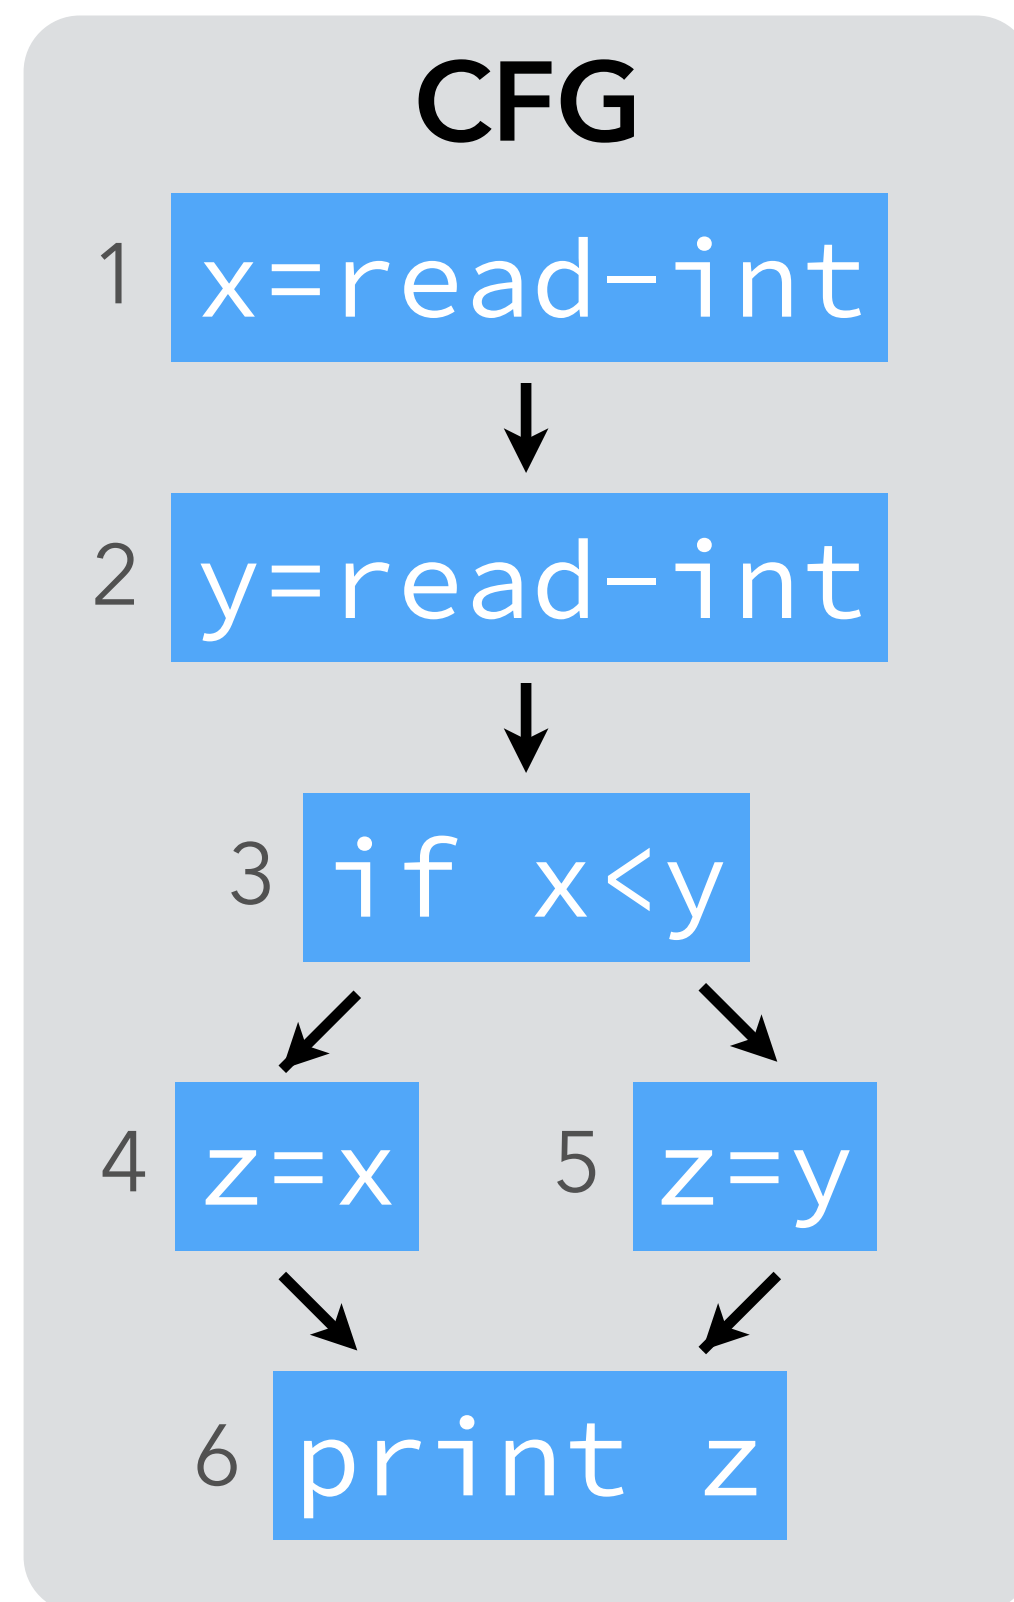 CFG
1 x=read-int
2 y=read-int
3 if x<y
4 z=x 5 z=y
6 print z